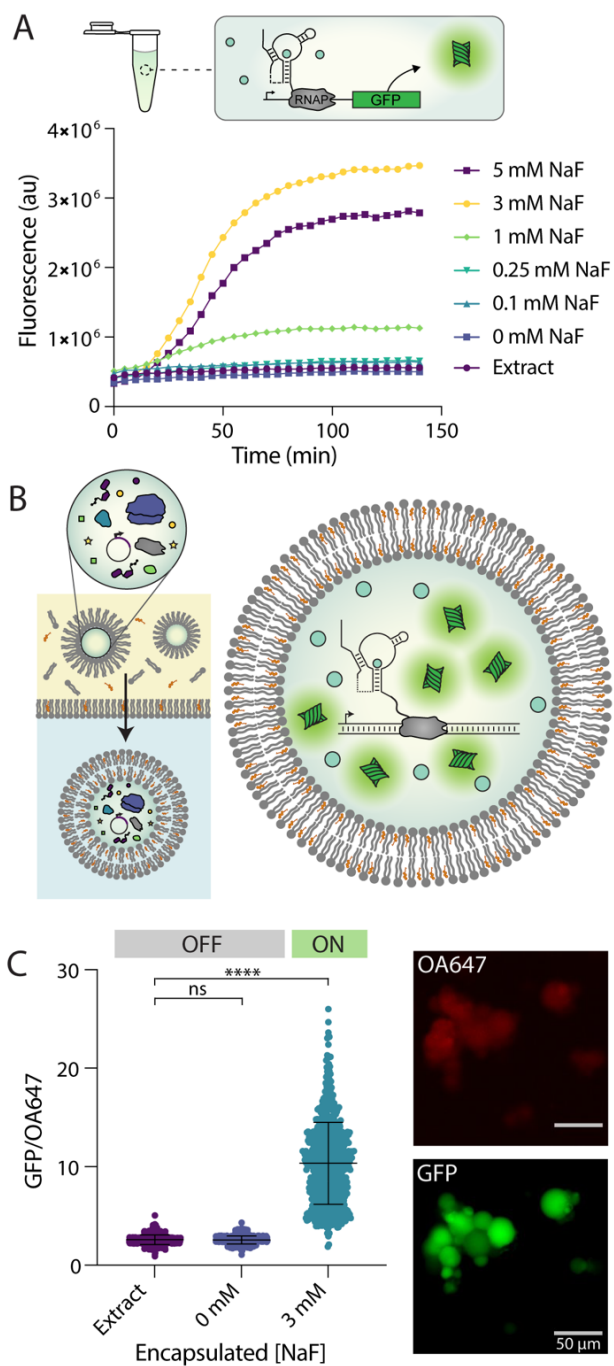 A
RNAP
GFP
4×10⁶
3×10⁶
2×10⁶
1×10⁶
0
Fluorescence (au)
0
50
100
150
Time (min)
5 mM NaF
3 mM NaF
1 mM NaF
0.25 mM NaF
0.1 mM NaF
0 mM NaF
Extract
B
C
OFF
ON
****
ns
30
20
10
0
GFP/OA647
Extract
0 mM
3 mM
Encapsulated [NaF]
OA647
GFP
50 µm